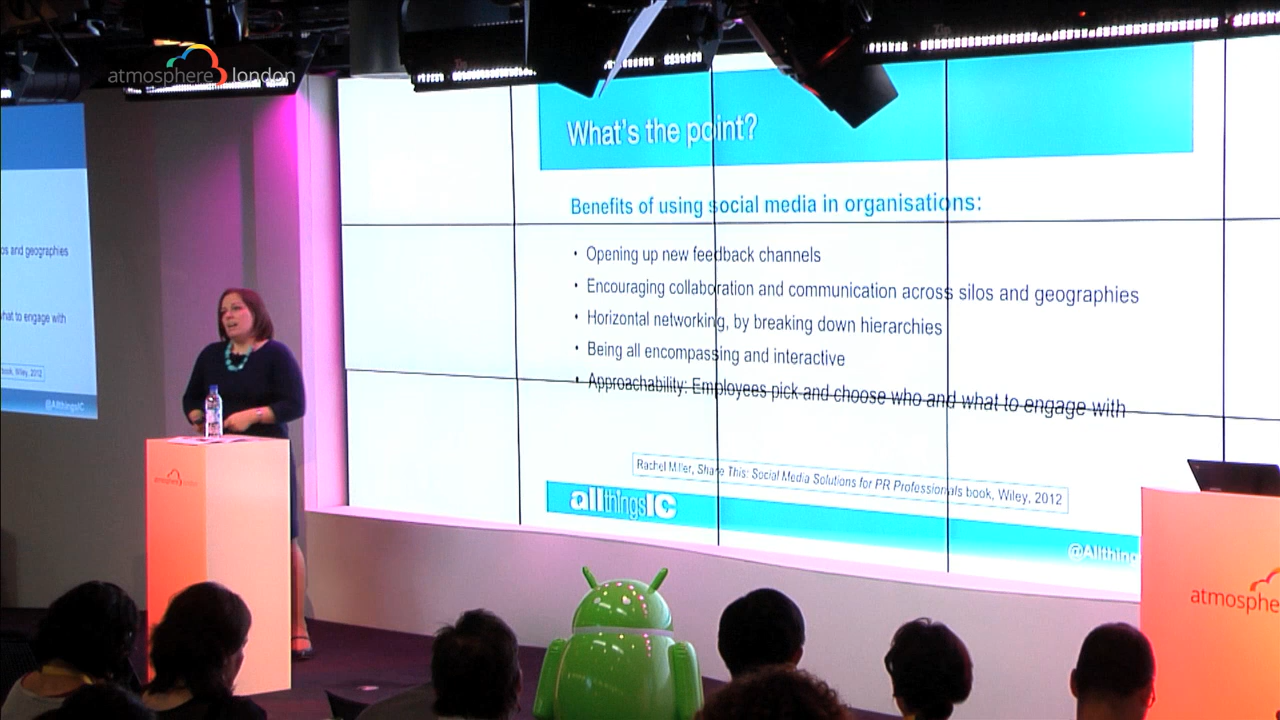 atmosphere london
What's the point?
Benefits of using social media in organisations:
• Opening up new feedback channels
• Encouraging collaboration and communication across silos and geographies
• Horizontal networking, by breaking down hierarchies
• Being all encompassing and interactive
• Approachability: Employees pick and choose who and what to engage with
Rachel Miller, Share This: Social Media Solutions for PR Professionals book, Wiley, 2012
allthingsIC
@Allthing
and geographies
what to engage with
book, Wiley, 2012
@AllthingsIC
atmosphere
atmosphe